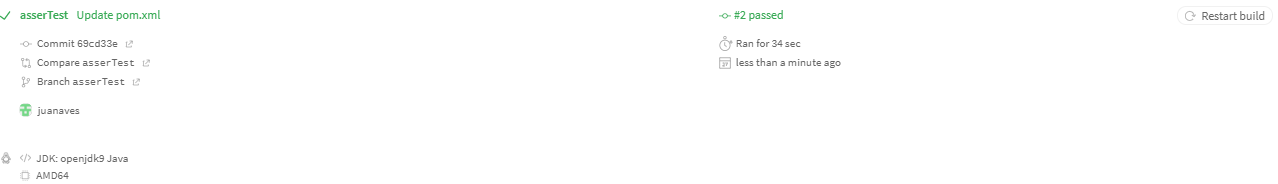 asserTest Update pom.xml
#2 passed
Restart build
Commit 69cd33e
Ran for 34 sec
Compare asserTest
less than a minute ago
Branch asserTest
juanaves
JDK: openjdk9 Java
AMD64